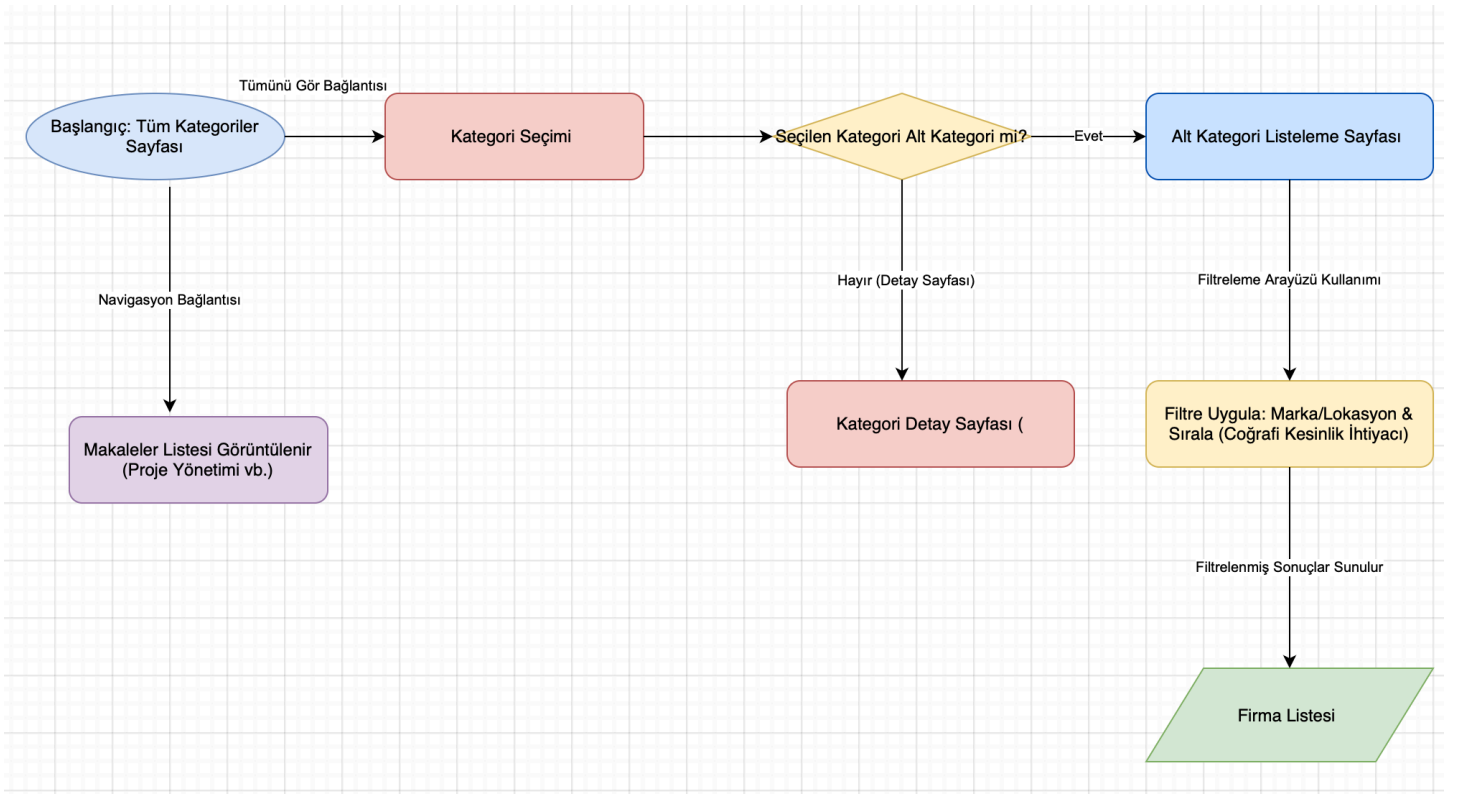 Tümünü Gör Bağlantısı
Başlangıç: Tüm Kategoriler
Sayfası
Kategori Seçimi
Seçilen Kategori Alt Kategori mi?
Evet
Alt Kategori Listeleme Sayfası
Navigasyon Bağlantısı
Hayır (Detay Sayfası)
Filtreleme Arayüzü Kullanımı
Makaleler Listesi Görüntülenir
(Proje Yönetimi vb.)
Kategori Detay Sayfası (
Filtre Uygula: Marka/Lokasyon &
Sırala (Coğrafi Kesinlik İhtiyacı)
Filtrelenmiş Sonuçlar Sunulur
Firma Listesi